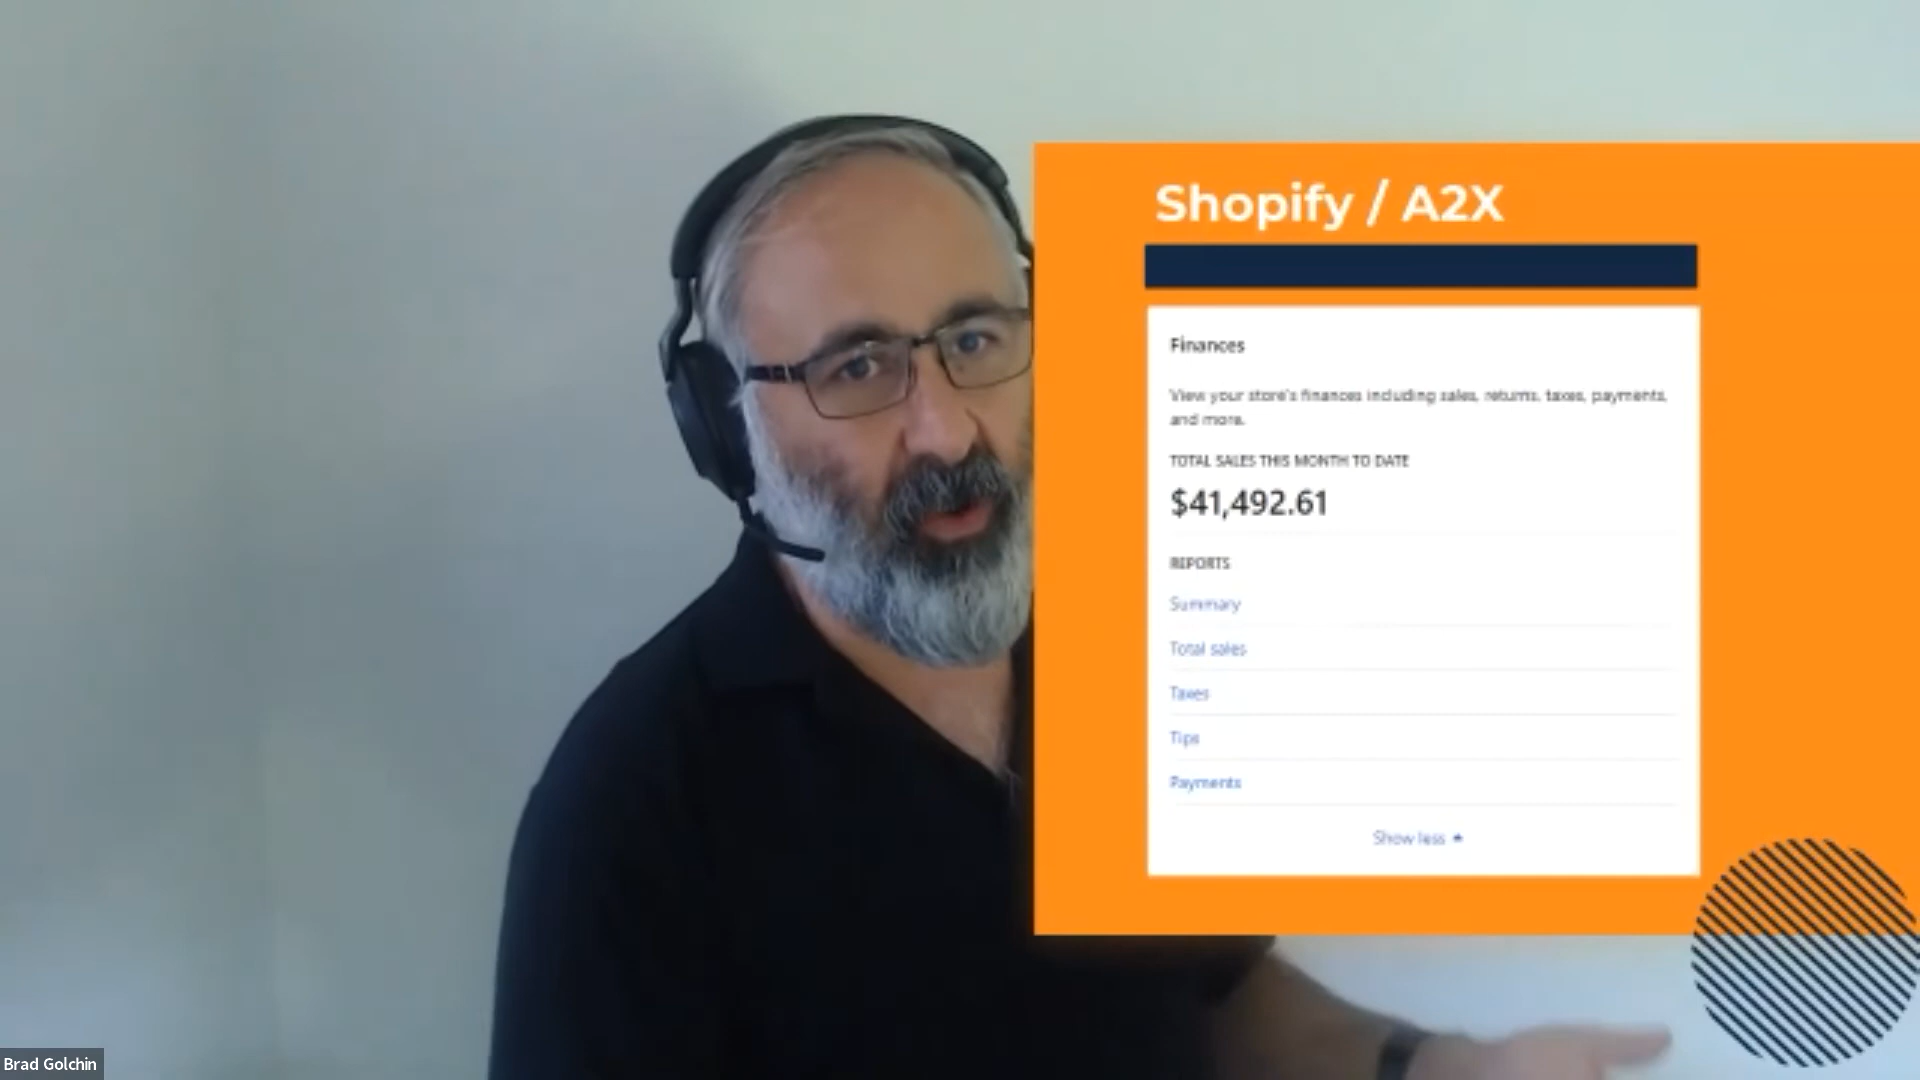 Shopify / A2X
Finances
View your store's finances including sales, returns, taxes, payments,
and more.
TOTAL SALES THIS MONTH TO DATE
$41,492.61
REPORTS
Summary
Total sales
Taxes
Tips
Payments
Show less
Brad Golchin